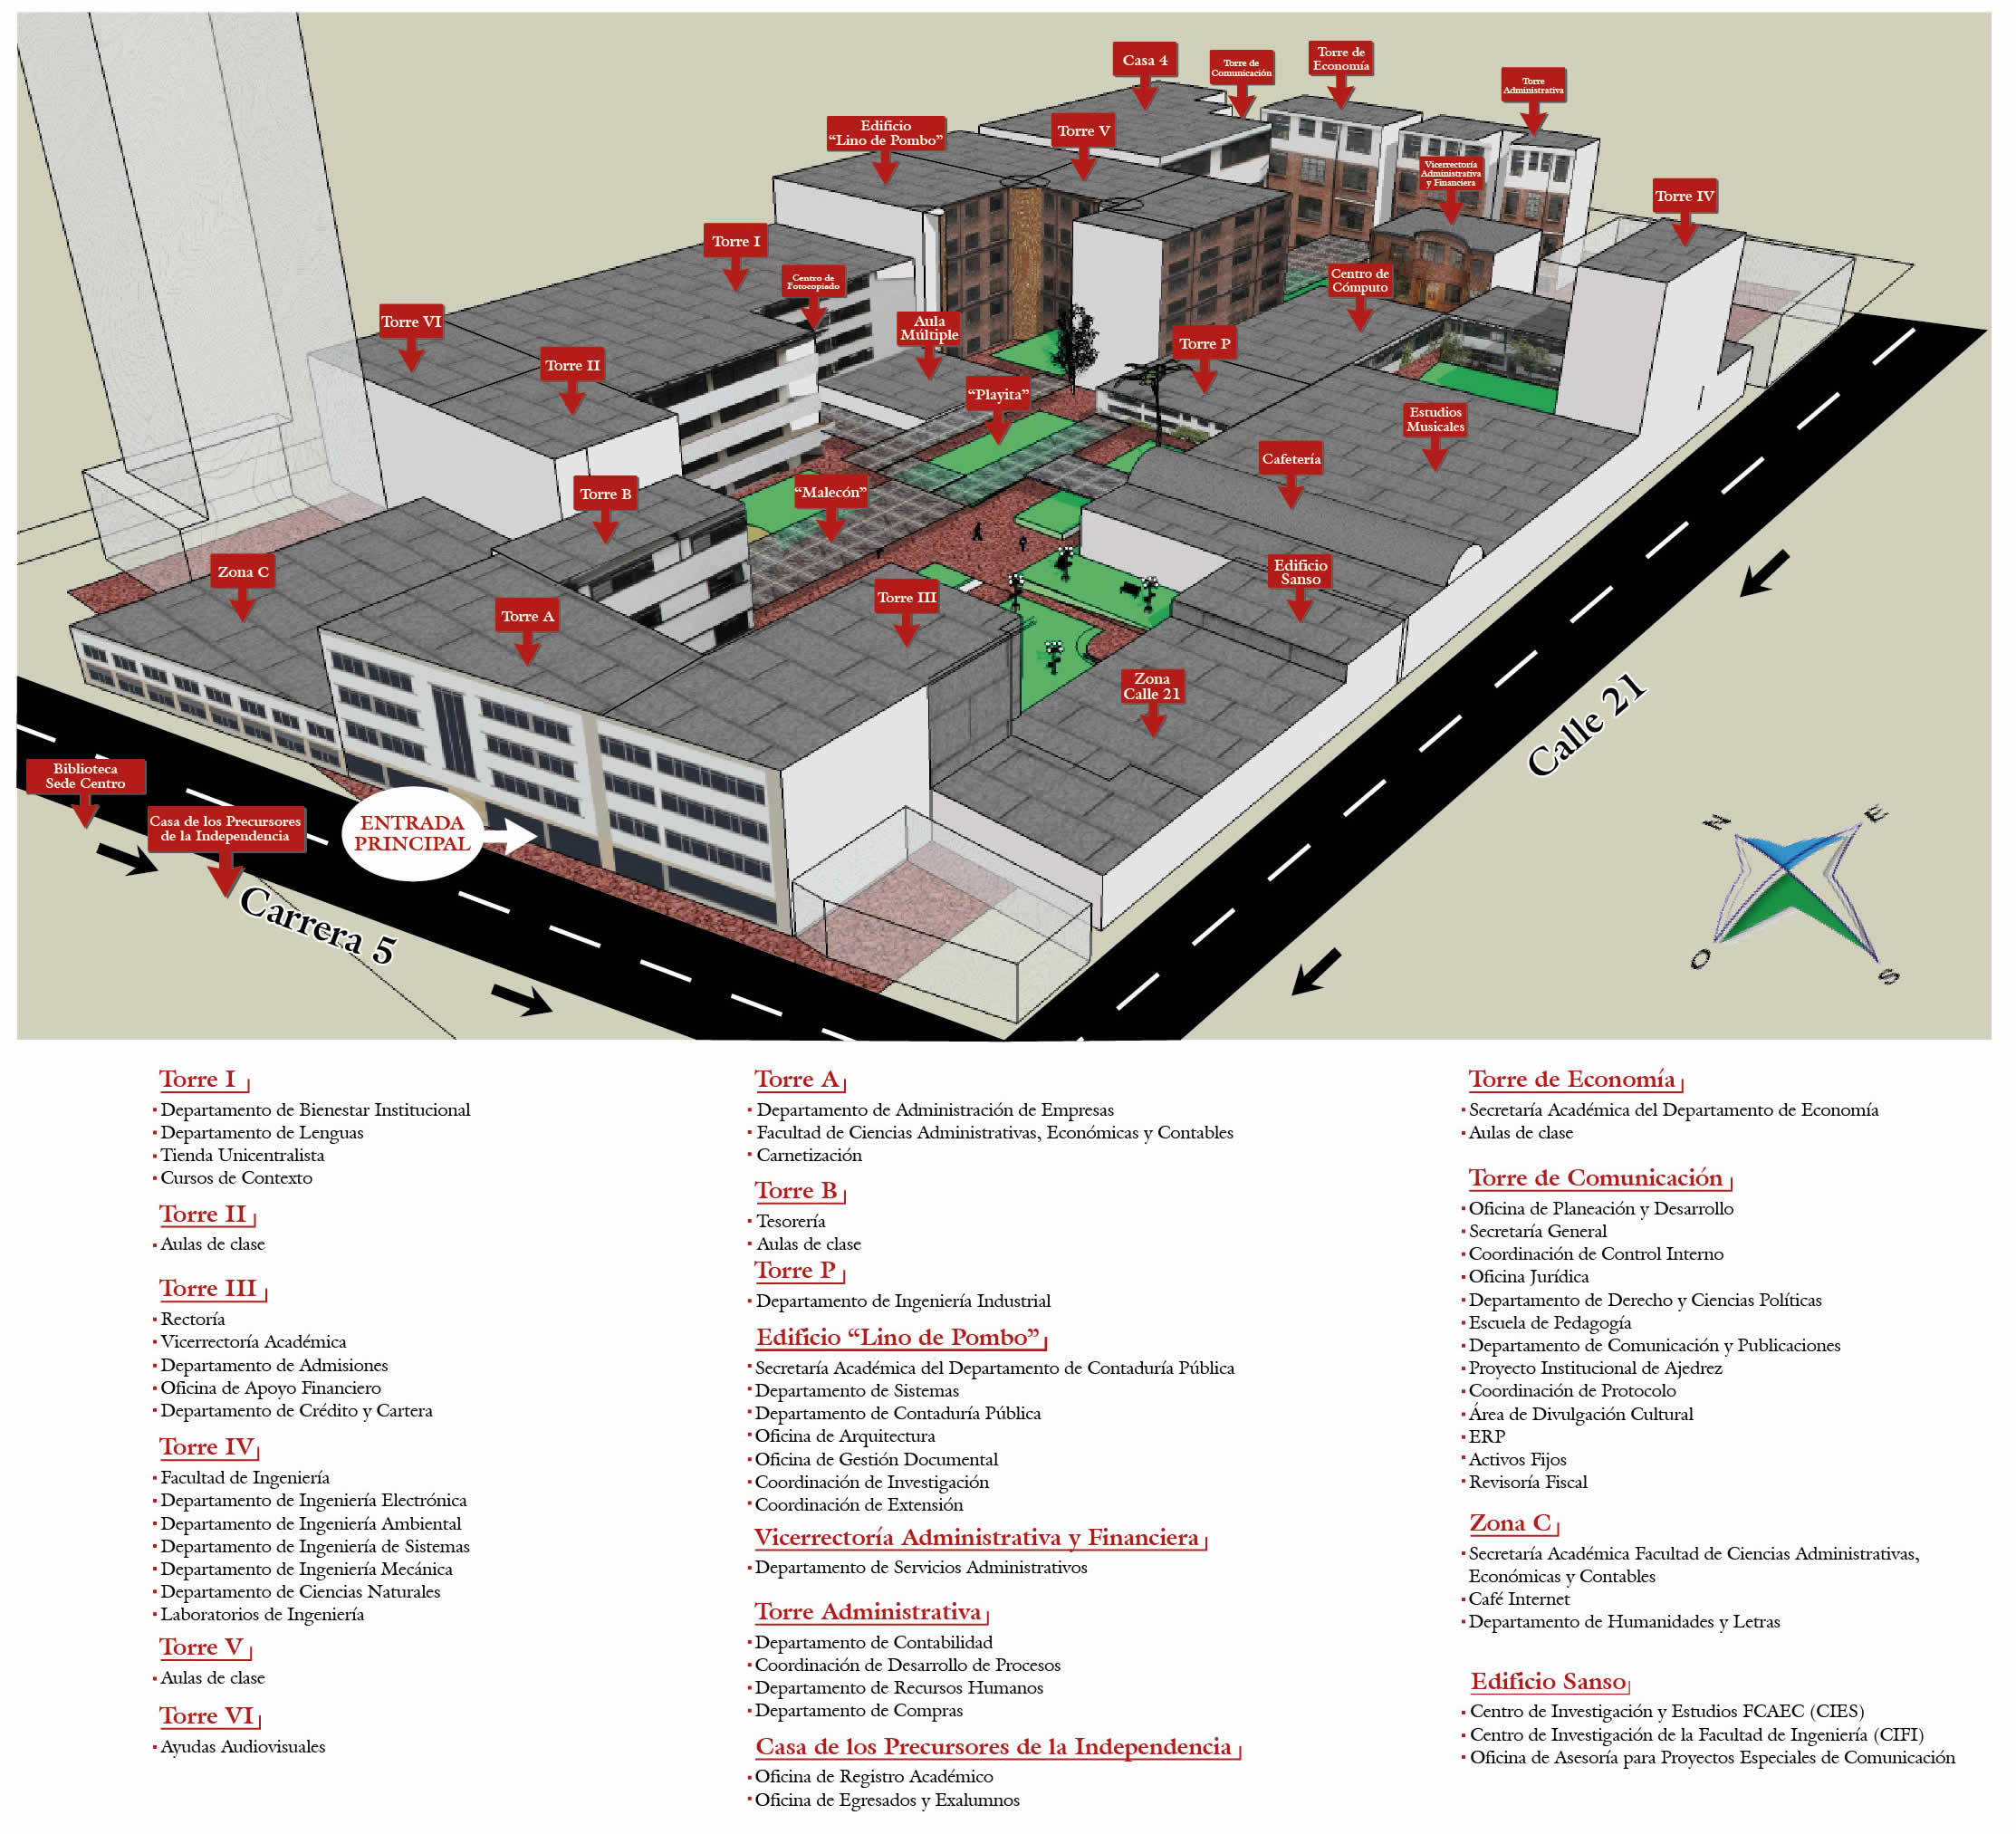 Casa 4
Torre de
Comunicación
Torre de
Economía
Torre
Administrativa
Edificio
“Lino de Pombo”
Torre V
Vicerrectoría
Administrativa
y Financiera
Torre IV
Torre I
Centro de
Fotocopiado
Centro de
Cómputo
Torre VI
Aula
Múltiple
Torre P
Torre II
“Playita”
Estudios
Musicales
Cafetería
Torre B
“Malecón”
Zona C
Edificio
Sanso
Torre A
Torre III
Zona
Calle 21
Calle 21
Biblioteca
Sede Centro
Casa de los Precursores
de la Independencia
ENTRADA
PRINCIPAL
Carrera 5
N
E
O
S
Torre I
Departamento de Bienestar Institucional
Departamento de Lenguas
Tienda Unicentralista
Cursos de Contexto
Torre II
Aulas de clase
Torre III
Rectoría
Vicerrectoría Académica
Departamento de Admisiones
Oficina de Apoyo Financiero
Departamento de Crédito y Cartera
Torre IV
Facultad de Ingeniería
Departamento de Ingeniería Electrónica
Departamento de Ingeniería Ambiental
Departamento de Ingeniería de Sistemas
Departamento de Ingeniería Mecánica
Departamento de Ciencias Naturales
Laboratorios de Ingeniería
Torre V
Aulas de clase
Torre VI
Ayudas Audiovisuales
Torre A
Departamento de Administración de Empresas
Facultad de Ciencias Administrativas, Económicas y Contables
Carnetización
Torre B
Tesorería
Aulas de clase
Torre P
Departamento de Ingeniería Industrial
Edificio “Lino de Pombo”
Secretaría Académica del Departamento de Contaduría Pública
Departamento de Sistemas
Departamento de Contaduría Pública
Oficina de Arquitectura
Oficina de Gestión Documental
Coordinación de Investigación
Coordinación de Extensión
Vicerrectoría Administrativa y Financiera
Departamento de Servicios Administrativos
Torre Administrativa
Departamento de Contabilidad
Coordinación de Desarrollo de Procesos
Departamento de Recursos Humanos
Departamento de Compras
Casa de los Precursores de la Independencia
Oficina de Registro Académico
Oficina de Egresados y Exalumnos
Torre de Economía
Secretaría Académica del Departamento de Economía
Aulas de clase
Torre de Comunicación
Oficina de Planeación y Desarrollo
Secretaría General
Coordinación de Control Interno
Oficina Jurídica
Departamento de Derecho y Ciencias Políticas
Escuela de Pedagogía
Departamento de Comunicación y Publicaciones
Proyecto Institucional de Ajedrez
Coordinación de Protocolo
Área de Divulgación Cultural
ERP
Activos Fijos
Revisoría Fiscal
Zona C
Secretaría Académica Facultad de Ciencias Administrativas,
Económicas y Contables
Café Internet
Departamento de Humanidades y Letras
Edificio Sanso
Centro de Investigación y Estudios FCAEC (CIES)
Centro de Investigación de la Facultad de Ingeniería (CIFI)
Oficina de Asesoría para Proyectos Especiales de Comunicación